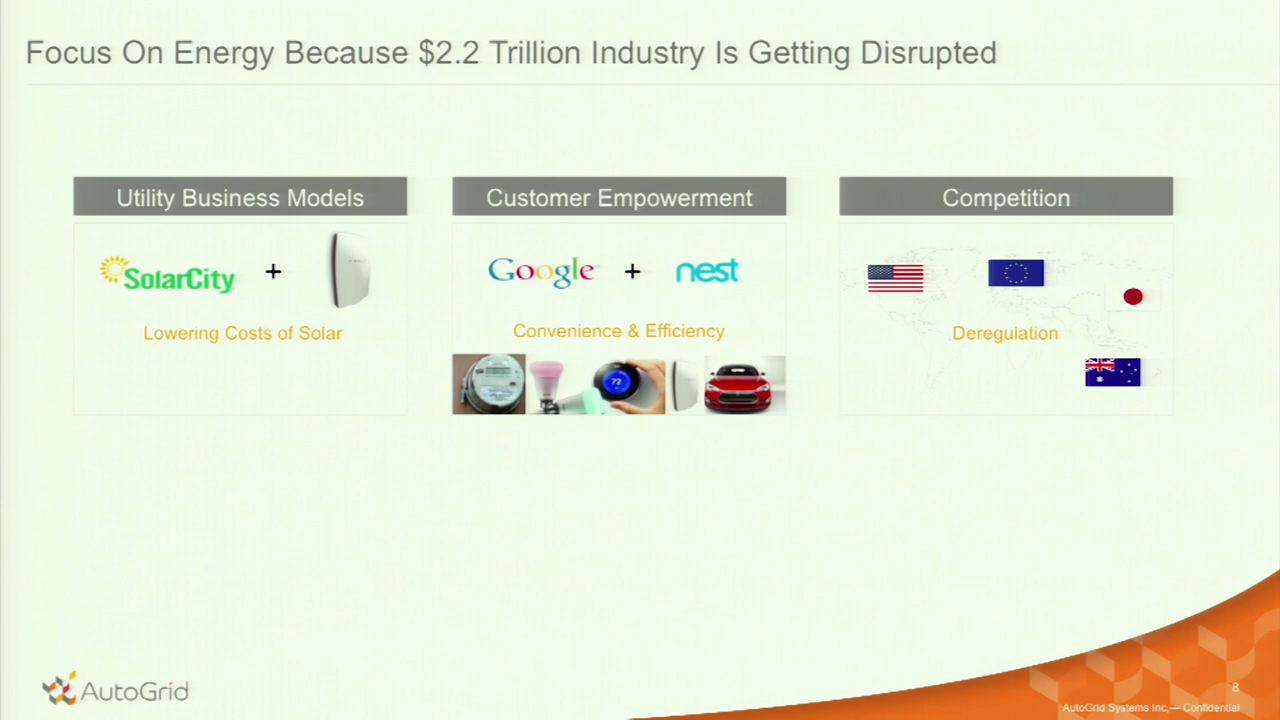 Focus On Energy Because $2.2 Trillion Industry Is Getting Disrupted
Utility Business Models
Customer Empowerment
Competition
SolarCity +
Google + nest
Lowering Costs of Solar
Convenience & Efficiency
Deregulation
72
AutoGrid
8
AutoGrid Systems Inc.— Confidential